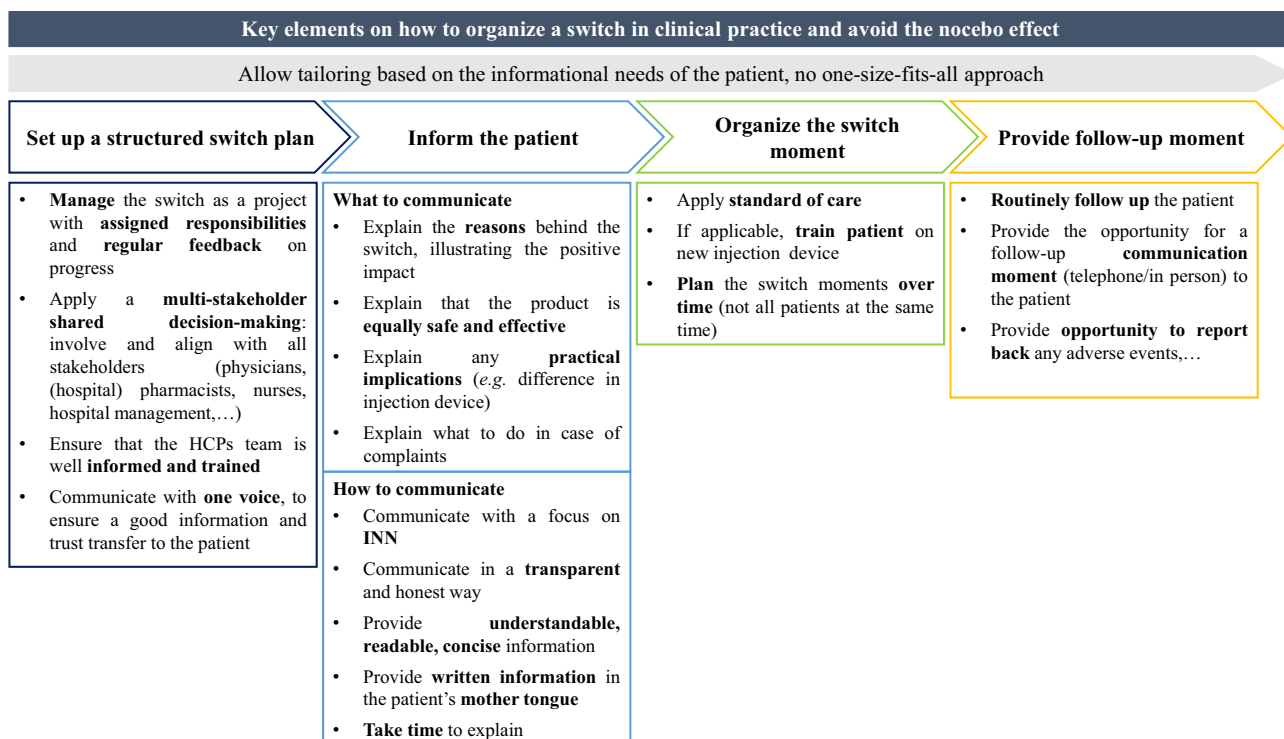 Key elements on how to organize a switch in clinical practice and avoid the nocebo effect
Allow tailoring based on the informational needs of the patient, no one-size-fits-all approach
Set up a structured switch plan
• Manage the switch as a project
with assigned responsibilities
and regular feedback on
progress
• Apply a multi-stakeholder
shared decision-making:
involve and align with all
stakeholders (physicians,
(hospital) pharmacists, nurses,
hospital management,…)
• Ensure that the HCPs team is
well informed and trained
• Communicate with one voice, to
ensure a good information and
trust transfer to the patient
Inform the patient
What to communicate
• Explain the reasons behind the
switch, illustrating the positive
impact
• Explain that the product is
equally safe and effective
• Explain any practical
implications (e.g. difference in
injection device)
• Explain what to do in case of
complaints
How to communicate
• Communicate with a focus on
INN
• Communicate in a transparent
and honest way
• Provide understandable,
readable, concise information
• Provide written information in
the patient's mother tongue
• Take time to explain
Organize the switch
moment
• Apply standard of care
• If applicable, train patient on
new injection device
• Plan the switch moments over
time (not all patients at the same
time)
Provide follow-up moment
• Routinely follow up the patient
• Provide the opportunity for a
follow-up communication
moment (telephone/in person) to
the patient
• Provide opportunity to report
back any adverse events,…